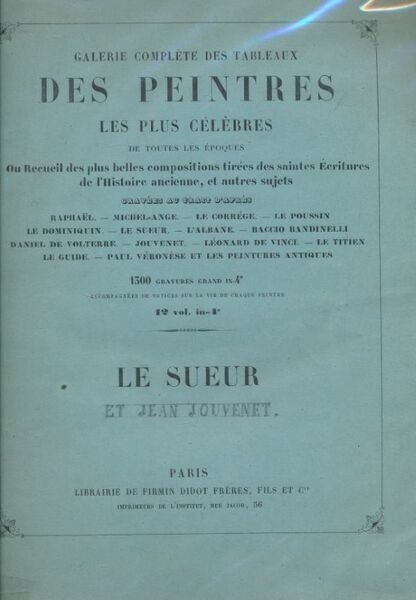 GALERIE COMPLÈTE DES TABLEAUX
DES PEINTRES
LES PLUS CÉLÈBRES
DE TOUTES LES ÉPOQUES
Ou Recueil des plus belles compositions tirées des saintes Écritures
de l'Histoire ancienne, et autres sujets
GRAVÉES AU TRAIT D'APRÈS
RAPHAËL. — MICHEL-ANGE. — LE CORRÉGE. — LE POUSSIN
LE DOMINIQUIN. — LE SUEUR. — L'ALBANE. — BACCIO BANDINELLI
DANIEL DE VOLTERRE. — JOUVENET. — LÉONARD DE VINCI. — LE TITIEN
LE GUIDE. — PAUL VÉRONÈSE ET LES PEINTURES ANTIQUES
1500 GRAVURES GRAND IN-4º
ACCOMPAGNÉES DE NOTICES SUR LA VIE DE CHAQUE PEINTRE
12 vol. in-4º
LE SUEUR
ET JEAN JOUVENET.
PARIS
LIBRAIRIE DE FIRMIN DIDOT FRÈRES, FILS ET Cie
IMPRIMEURS DE L'INSTITUT, RUE JACOB, 56